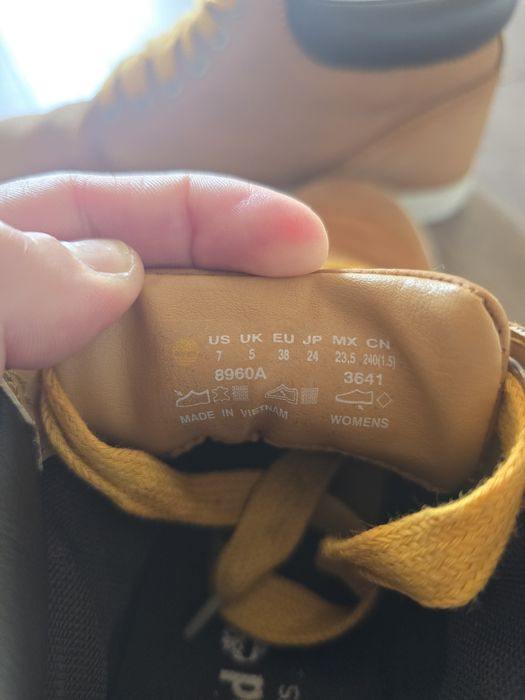 US UK EU JP MX CN
7 5 38 24 23,5 240(1.5)
8960A 3641
MADE IN VIETNAM WOMENS